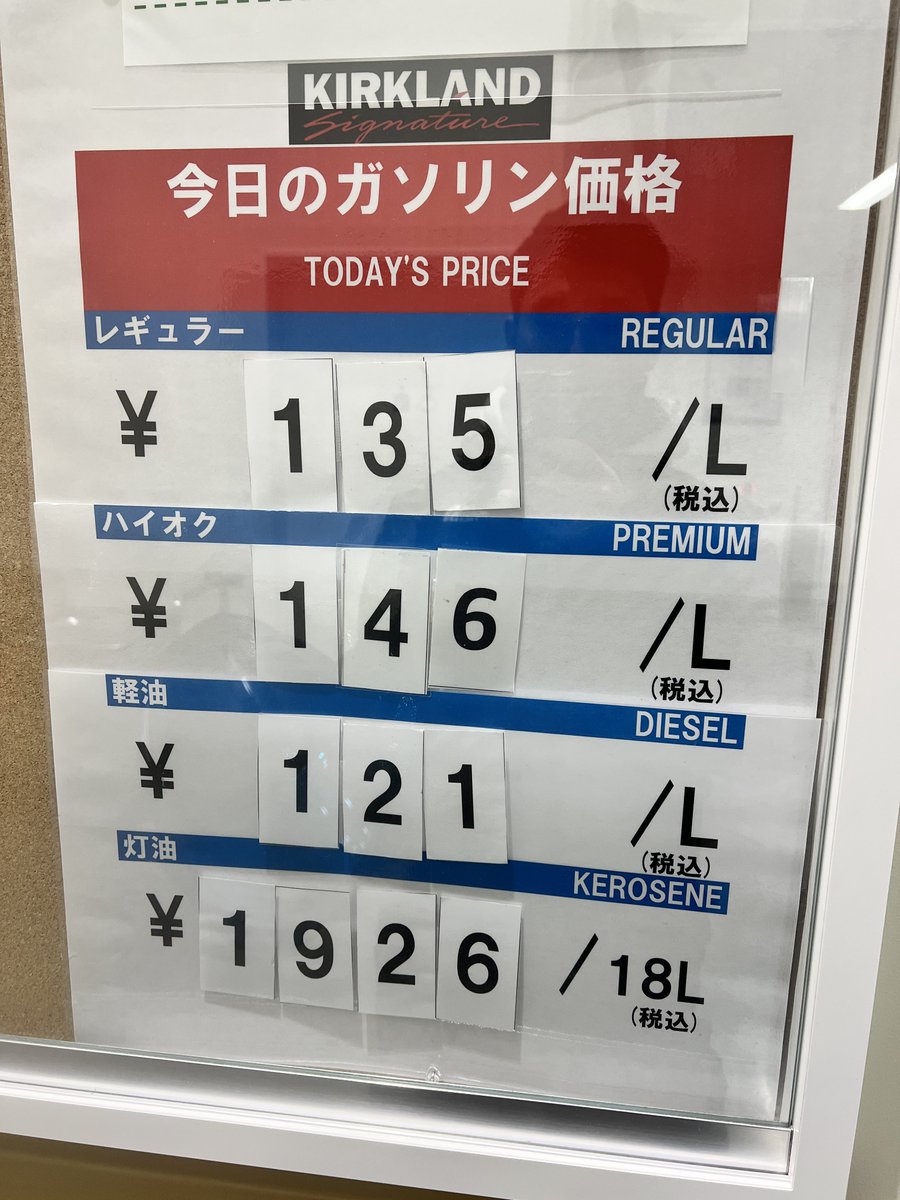 KIRKLAND
Signature
今日のガソリン価格
TODAY'S PRICE
レギュラー REGULAR
¥ 135 /L
(税込)
ハイオク PREMIUM
¥ 146 /L
(税込)
軽油 DIESEL
¥ 121 /L
(税込)
灯油 KEROSENE
¥ 1926 /18L
(税込)